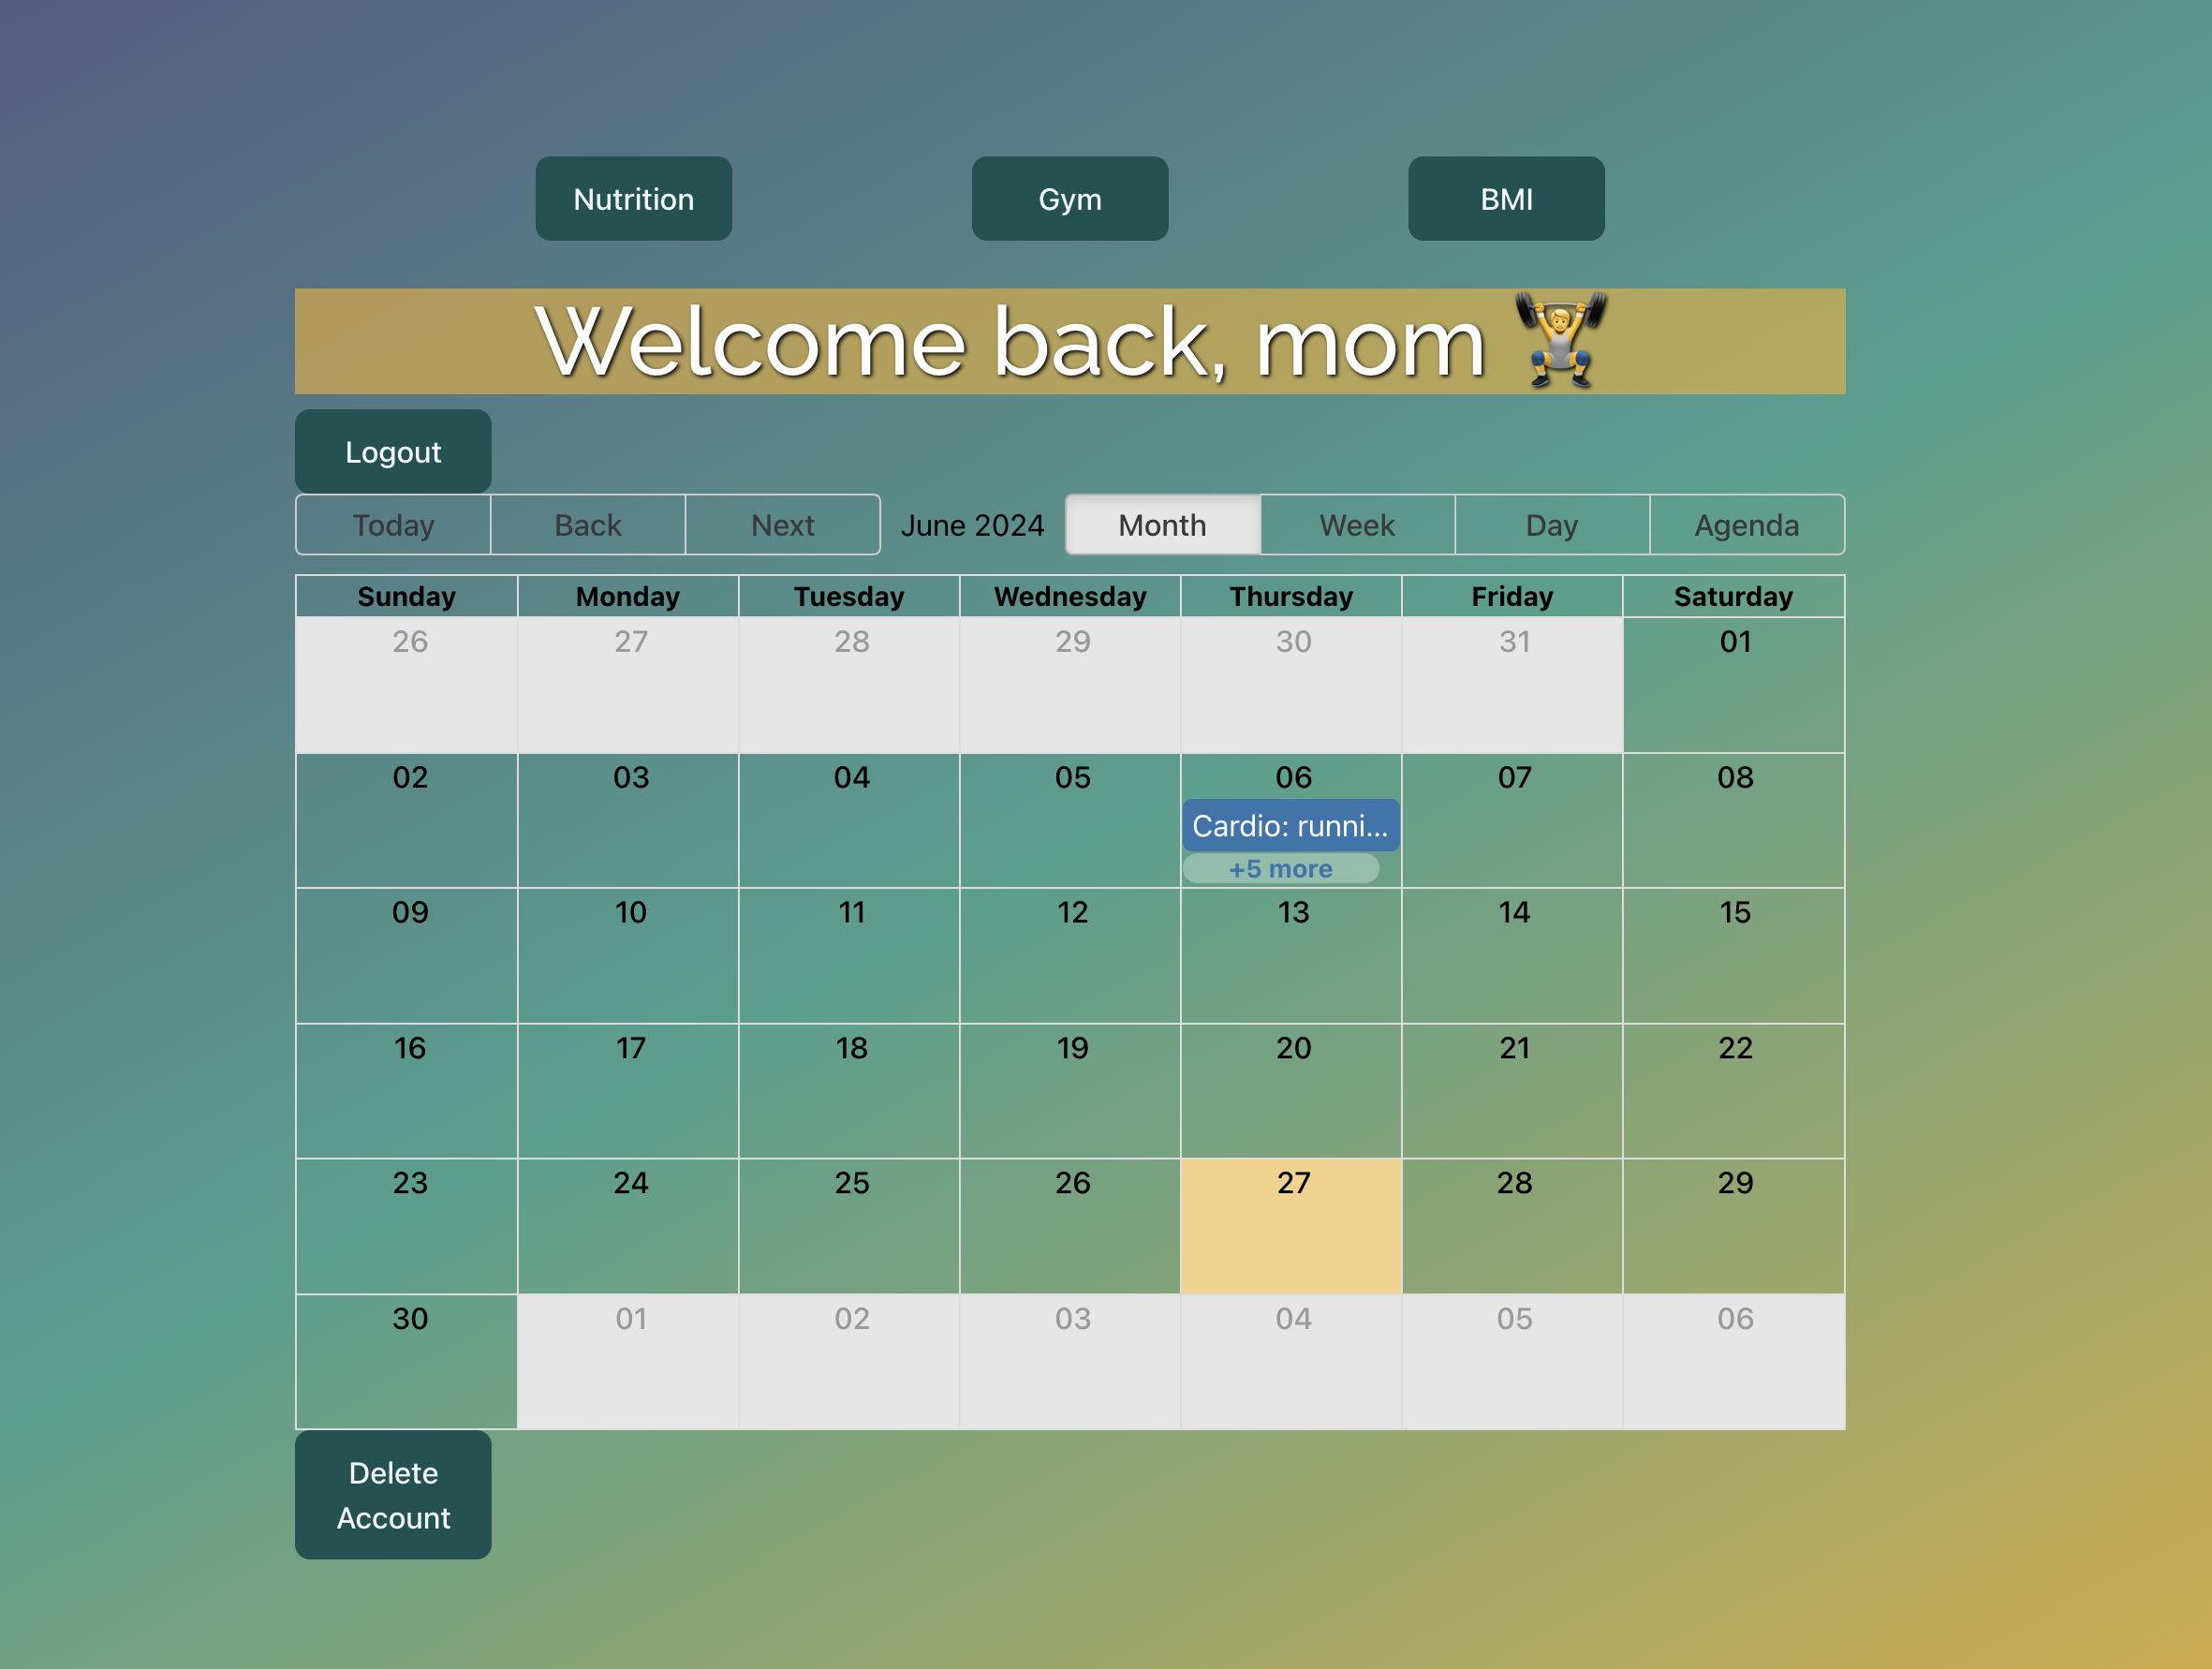 Nutrition Gym BMI
Welcome back, mom
Logout
Today Back Next June 2024 Month Week Day Agenda
Sunday Monday Tuesday Wednesday Thursday Friday Saturday
26 27 28 29 30 31 01
02 03 04 05 06 07 08
Cardio: runni...
+5 more
09 10 11 12 13 14 15
16 17 18 19 20 21 22
23 24 25 26 27 28 29
30 01 02 03 04 05 06
Delete
Account